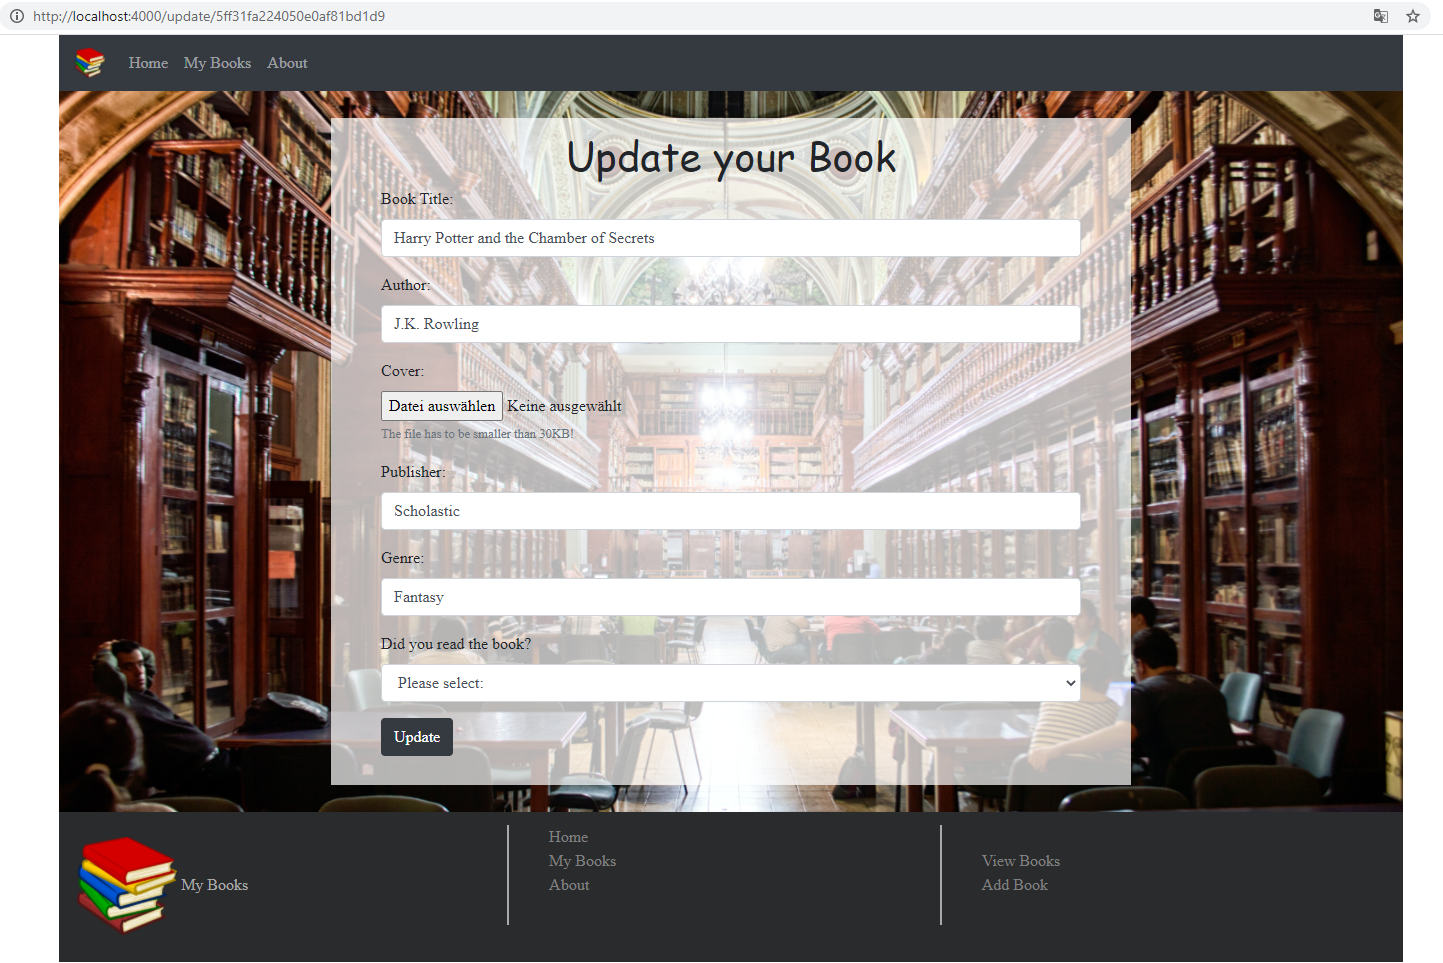 http://localhost:4000/update/5ff31fa224050e0af81bd1d9
Home My Books About
Update your Book
Book Title:
Harry Potter and the Chamber of Secrets
Author:
J.K. Rowling
Cover:
Datei auswählen Keine ausgewählt
The file has to be smaller than 30KB!
Publisher:
Scholastic
Genre:
Fantasy
Did you read the book?
Please select:
Update
My Books
Home
My Books
About
View Books
Add Book